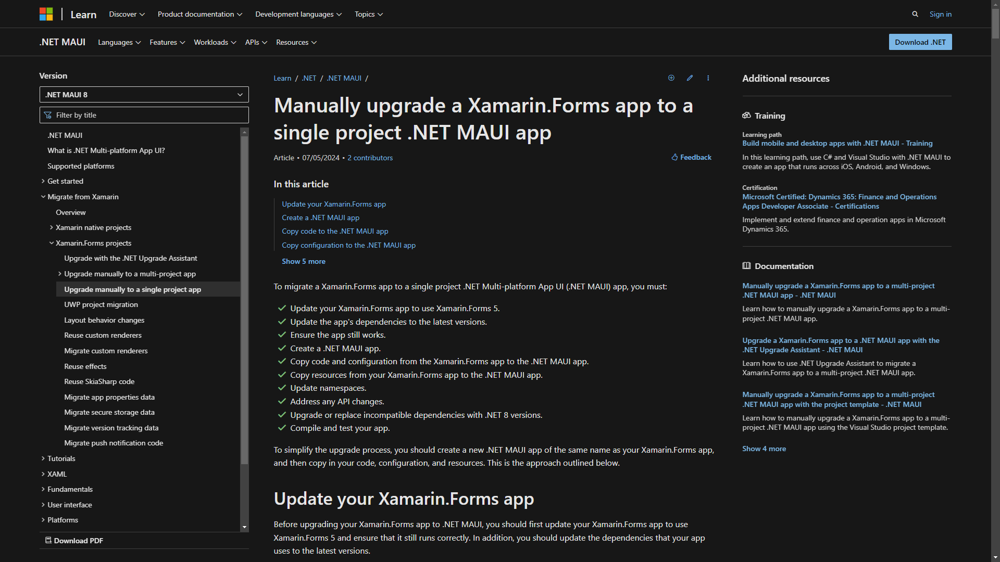 Learn
Discover
Product documentation
Development languages
Topics
Sign in
.NET MAUI
Languages
Features
Workloads
APIs
Resources
Download .NET
Version
.NET MAUI 8
Filter by title
.NET MAUI
What is .NET Multi-platform App UI?
Supported platforms
Get started
Migrate from Xamarin
Overview
Xamarin native projects
Xamarin.Forms projects
Upgrade with the .NET Upgrade Assistant
Upgrade manually to a multi-project app
Upgrade manually to a single project app
UWP project migration
Layout behavior changes
Reuse custom renderers
Migrate custom renderers
Reuse effects
Reuse SkiaSharp code
Migrate app properties data
Migrate secure storage data
Migrate version tracking data
Migrate push notification code
Tutorials
XAML
Fundamentals
User interface
Platforms
Download PDF
Learn / .NET / .NET MAUI /
Manually upgrade a Xamarin.Forms app to a
single project .NET MAUI app
Article • 07/05/2024 • 2 contributors
Feedback
In this article
Update your Xamarin.Forms app
Create a .NET MAUI app
Copy code to the .NET MAUI app
Copy configuration to the .NET MAUI app
Show 5 more
To migrate a Xamarin.Forms app to a single project .NET Multi-platform App UI (.NET MAUI) app, you must:
Update your Xamarin.Forms app to use Xamarin.Forms 5.
Update the app's dependencies to the latest versions.
Ensure the app still works.
Create a .NET MAUI app.
Copy code and configuration from the Xamarin.Forms app to the .NET MAUI app.
Copy resources from your Xamarin.Forms app to the .NET MAUI app.
Update namespaces.
Address any API changes.
Upgrade or replace incompatible dependencies with .NET 8 versions.
Compile and test your app.
To simplify the upgrade process, you should create a new .NET MAUI app of the same name as your Xamarin.Forms app,
and then copy in your code, configuration, and resources. This is the approach outlined below.
Update your Xamarin.Forms app
Before upgrading your Xamarin.Forms app to .NET MAUI, you should first update your Xamarin.Forms app to use
Xamarin.Forms 5 and ensure that it still runs correctly. In addition, you should update the dependencies that your app
uses to the latest versions.
Additional resources
Training
Learning path
Build mobile and desktop apps with .NET MAUI - Training
In this learning path, use C# and Visual Studio with .NET MAUI to
create an app that runs across iOS, Android, and Windows.
Certification
Microsoft Certified: Dynamics 365: Finance and Operations
Apps Developer Associate - Certifications
Implement and extend finance and operation apps in Microsoft
Dynamics 365.
Documentation
Manually upgrade a Xamarin.Forms app to a multi-project
.NET MAUI app - .NET MAUI
Learn how to manually upgrade a Xamarin.Forms app to a multi-
project .NET MAUI app.
Upgrade a Xamarin.Forms app to a .NET MAUI app with the
.NET Upgrade Assistant - .NET MAUI
Learn how to use .NET Upgrade Assistant to migrate a
Xamarin.Forms app to a multi-project .NET MAUI app.
Manually upgrade a Xamarin.Forms app to a multi-project
.NET MAUI app with the project template - .NET MAUI
Learn how to manually upgrade a Xamarin.Forms app to a multi-
project .NET MAUI app using the Visual Studio project template.
Show 4 more